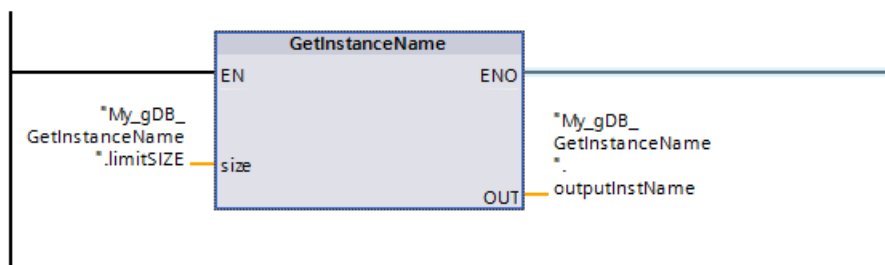 GetInstanceName
EN
ENO
"My_gDB_
GetInstanceName
".limitSIZE
size
"My_gDB_
GetInstanceName
".
outputInstName
OUT